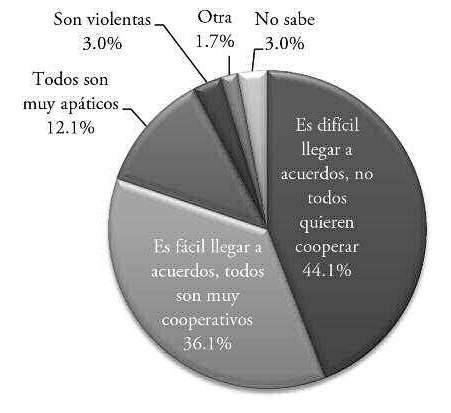 Son violentas
3.0%
Otra
1.7%
No sabe
3.0%
Todos son
muy apáticos
12.1%
Es difícil
llegar a
acuerdos, no
todos
quieren
cooperar
44.1%
Es fácil llegar a
acuerdos, todos
son muy
cooperativos
36.1%